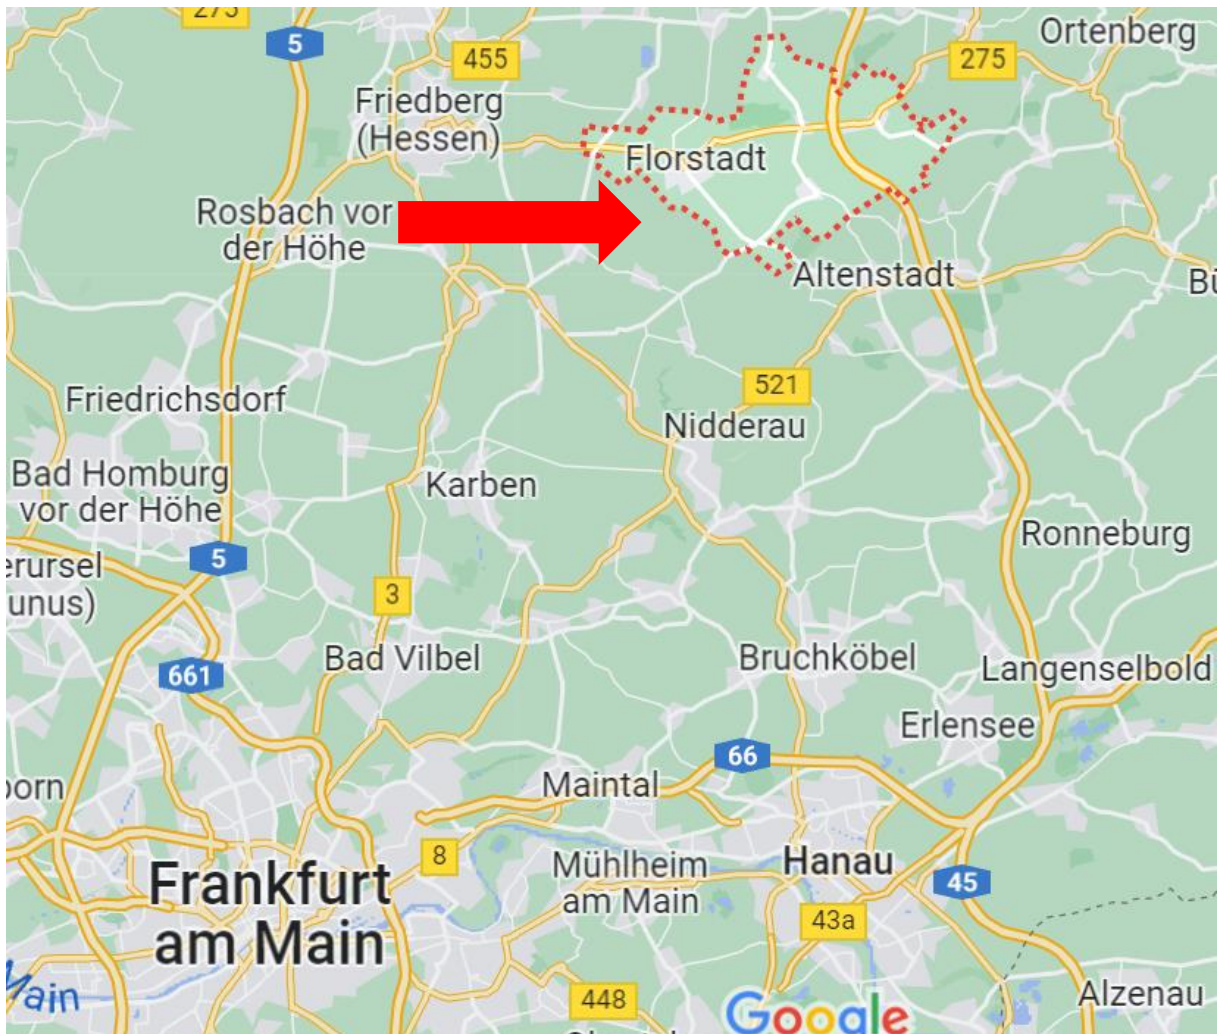 275
5
455
275
Ortenberg
Friedberg
(Hessen)
Florstadt
Rosbach vor
der Höhe
Altenstadt
521
Friedrichsdorf
Nidderau
Bad Homburg
vor der Höhe
Karben
5
Ronneburg
3
661
Bad Vilbel
Bruchköbel
Langenselbold
Erlensee
66
Maintal
8
Mühlheim
am Main
Hanau
45
Frankfurt
am Main
43a
Main
448
Google
Alzenau